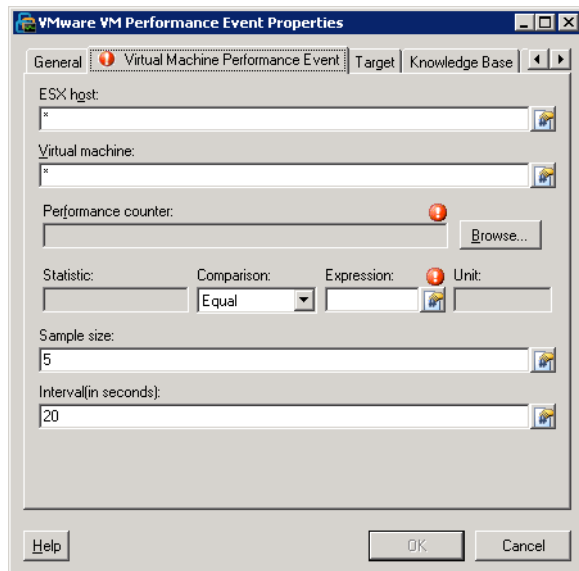 VMware VM Performance Event Properties
General Virtual Machine Performance Event Target Knowledge Base
ESX host:
*
Virtual machine:
*
Performance counter:
Browse...
Statistic: Comparison: Expression: Unit:
Equal
Sample size:
5
Interval(in seconds):
20
Help OK Cancel